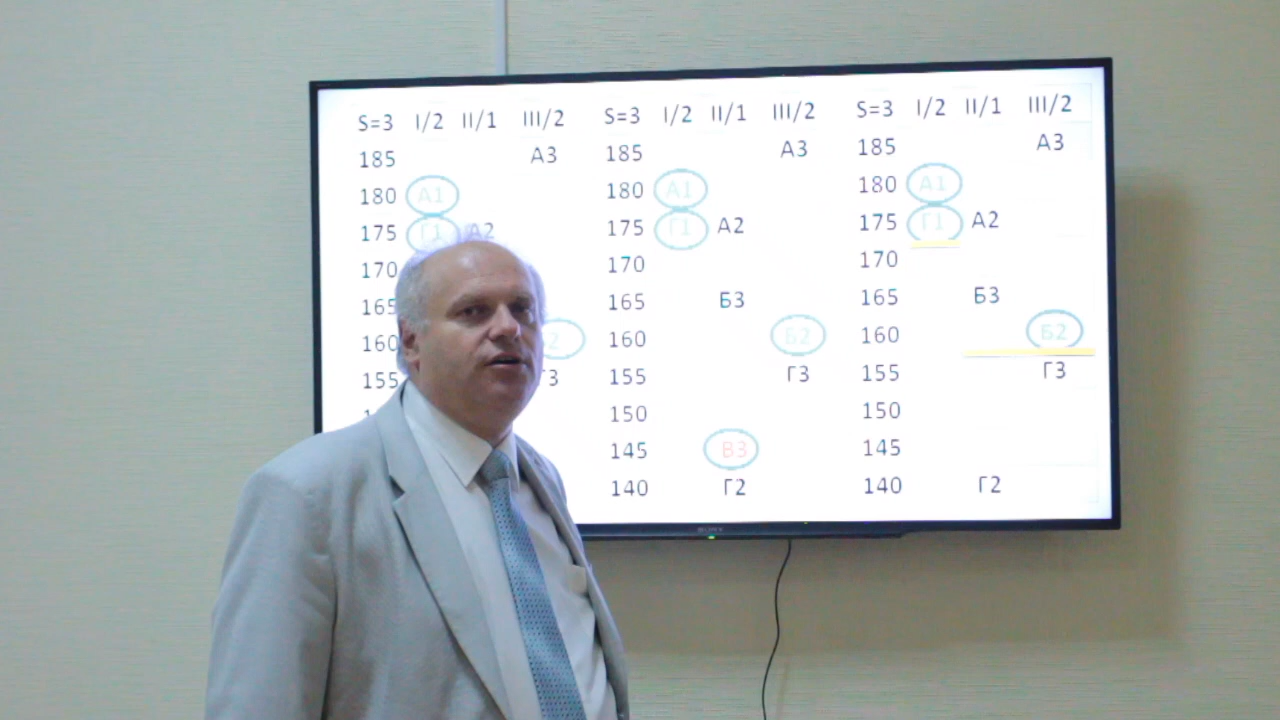 S=3 I/2 II/1 III/2 S=3 I/2 II/1 III/2 S=3 I/2 II/1 III/2
185 А3 185 А3 185 А3
180 А1 180 А1 180 А1
175 Г1 А2 175 Г1 А2 175 Г1 А2
170 170 170
165 165 Б3 165 Б3
160 2 160 Б2 160 Б2
155 Г3 155 Г3 155 Г3
150 150
145 В3 145
140 Г2 140 Г2
SONY